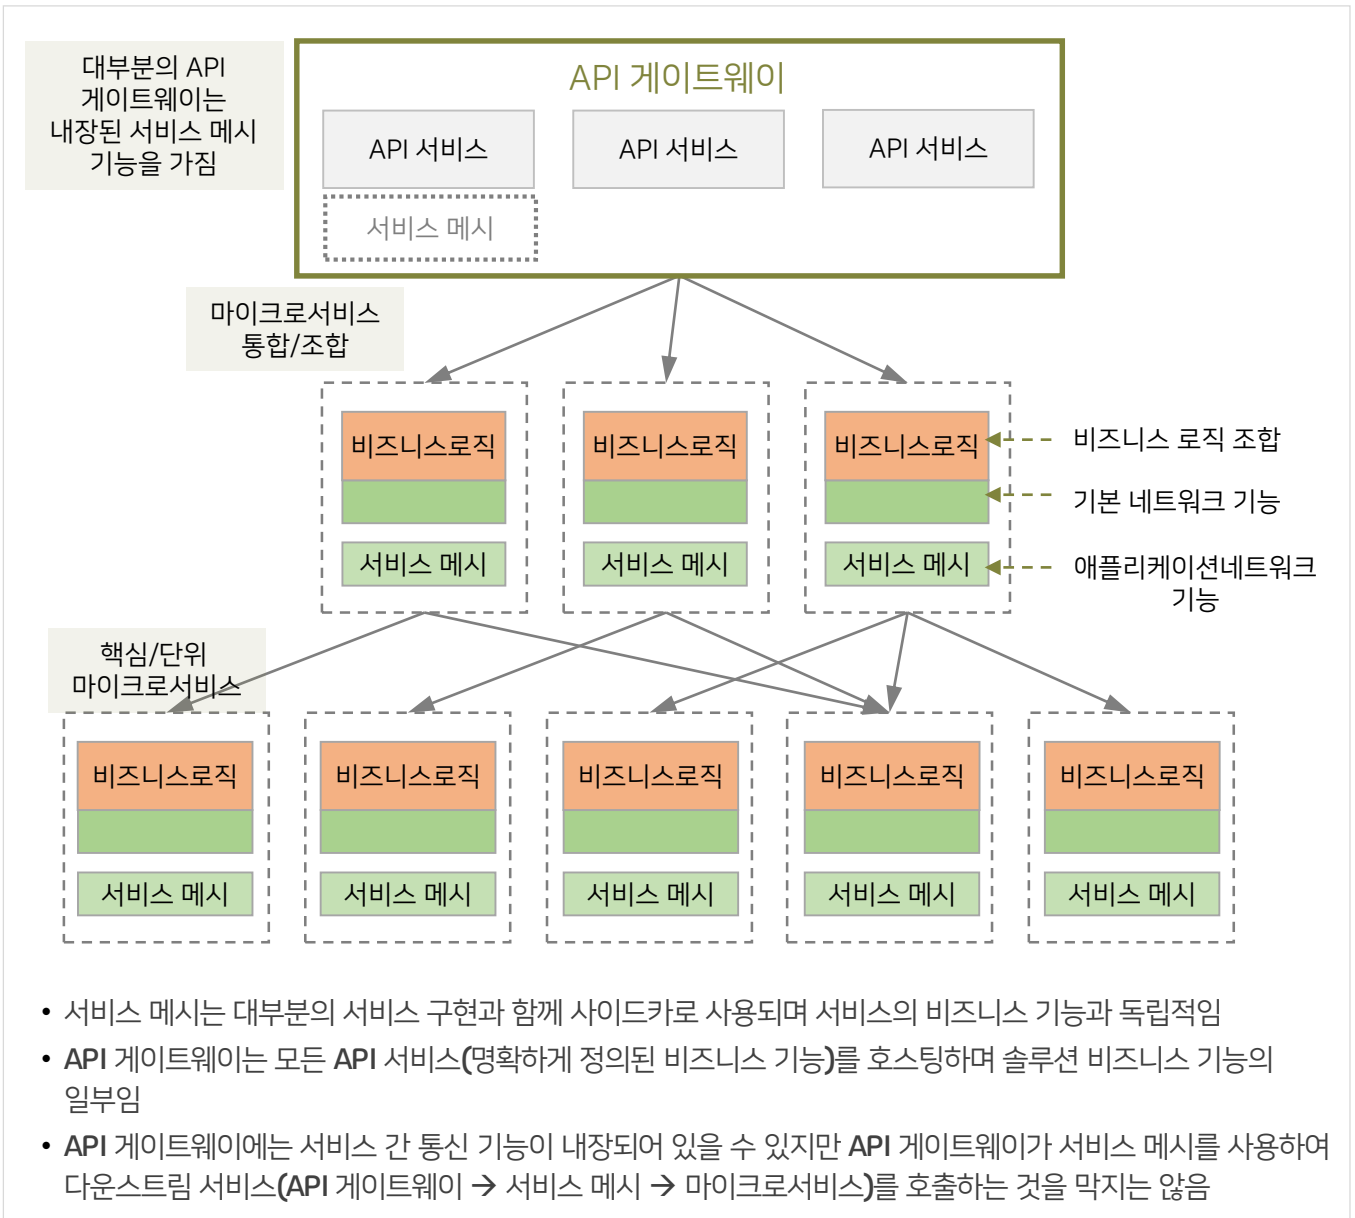 대부분의 API
게이트웨이는
내장된 서비스 메시
기능을 가짐
API 게이트웨이
API 서비스
API 서비스
API 서비스
서비스 메시
마이크로서비스
통합/조합
비즈니스로직
비즈니스로직
비즈니스로직
비즈니스 로직 조합
기본 네트워크 기능
서비스 메시
서비스 메시
서비스 메시
애플리케이션네트워크
기능
핵심/단위
마이크로서비스
비즈니스로직
비즈니스로직
비즈니스로직
비즈니스로직
비즈니스로직
서비스 메시
서비스 메시
서비스 메시
서비스 메시
서비스 메시
• 서비스 메시는 대부분의 서비스 구현과 함께 사이드카로 사용되며 서비스의 비즈니스 기능과 독립적임
• API 게이트웨이는 모든 API 서비스(명확하게 정의된 비즈니스 기능)를 호스팅하며 솔루션 비즈니스 기능의
일부임
• API 게이트웨이에는 서비스 간 통신 기능이 내장되어 있을 수 있지만 API 게이트웨이가 서비스 메시를 사용하여
다운스트림 서비스(API 게이트웨이 → 서비스 메시 → 마이크로서비스)를 호출하는 것을 막지는 않음